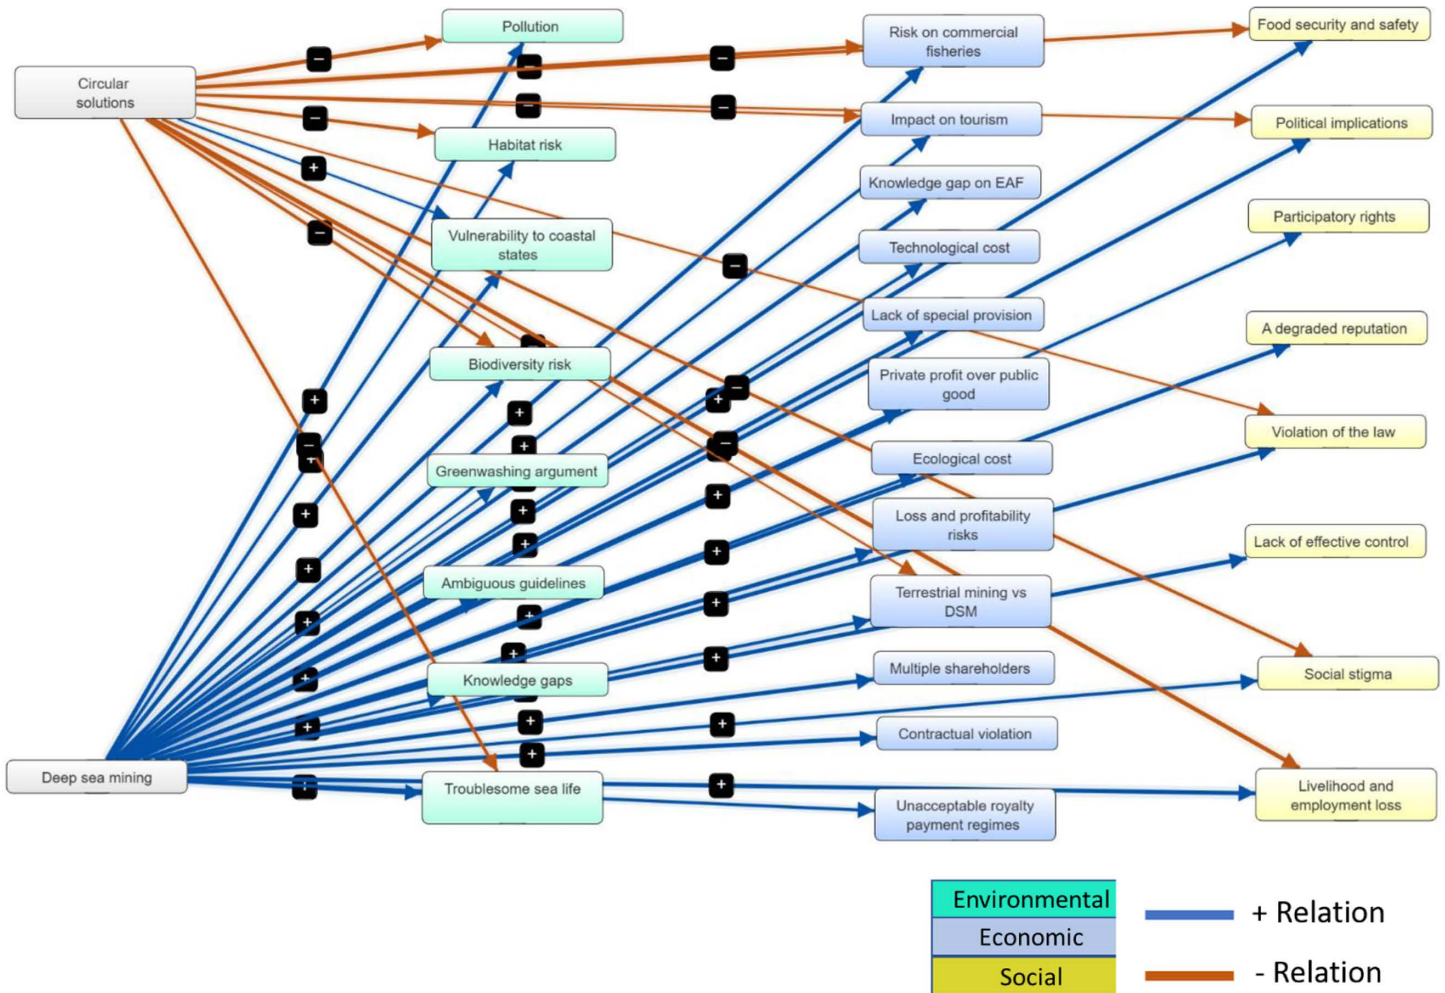 Circular
solutions
Deep sea mining
Pollution
Habitat risk
Vulnerability to coastal
states
Biodiversity risk
Greenwashing argument
Ambiguous guidelines
Knowledge gaps
Troublesome sea life
Risk on commercial
fisheries
Impact on tourism
Knowledge gap on EAF
Technological cost
Lack of special provision
Private profit over public
good
Ecological cost
Loss and profitability
risks
Terrestrial mining vs
DSM
Multiple shareholders
Contractual violation
Unacceptable royalty
payment regimes
Food security and safety
Political implications
Participatory rights
A degraded reputation
Violation of the law
Lack of effective control
Social stigma
Livelihood and
employment loss
Environmental
Economic
Social
+ Relation
- Relation